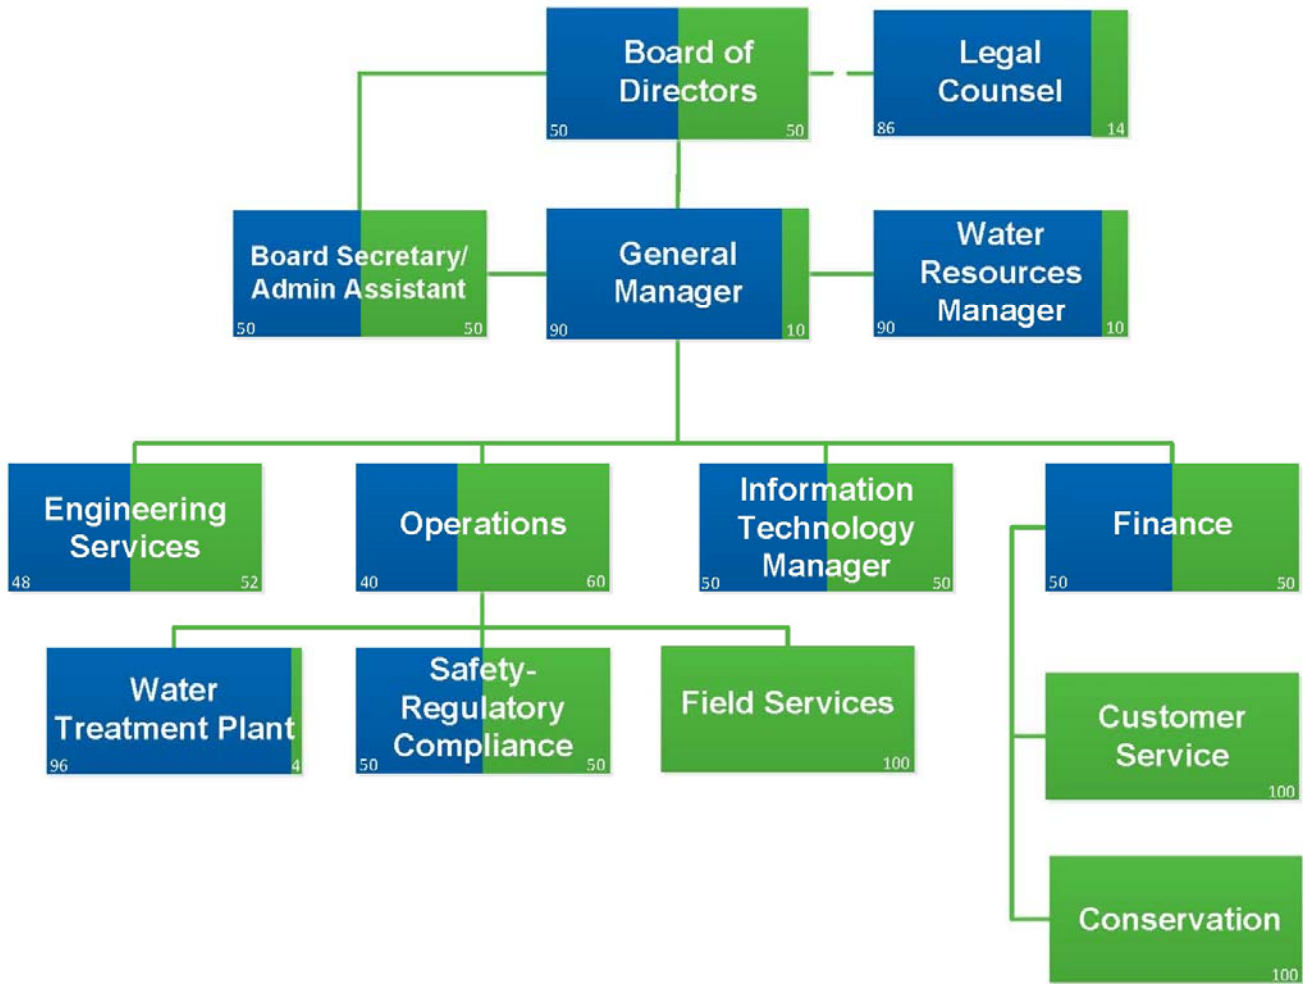 Board of
Directors
50 50
Legal
Counsel
86 14
Board Secretary/
Admin Assistant
50 50
General
Manager
90 10
Water
Resources
Manager
90 10
Engineering
Services
48 52
Operations
40 60
Information
Technology
Manager
50 50
Finance
50 50
Water
Treatment Plant
96 4
Safety-
Regulatory
Compliance
50 50
Field Services
100
Customer
Service
100
Conservation
100